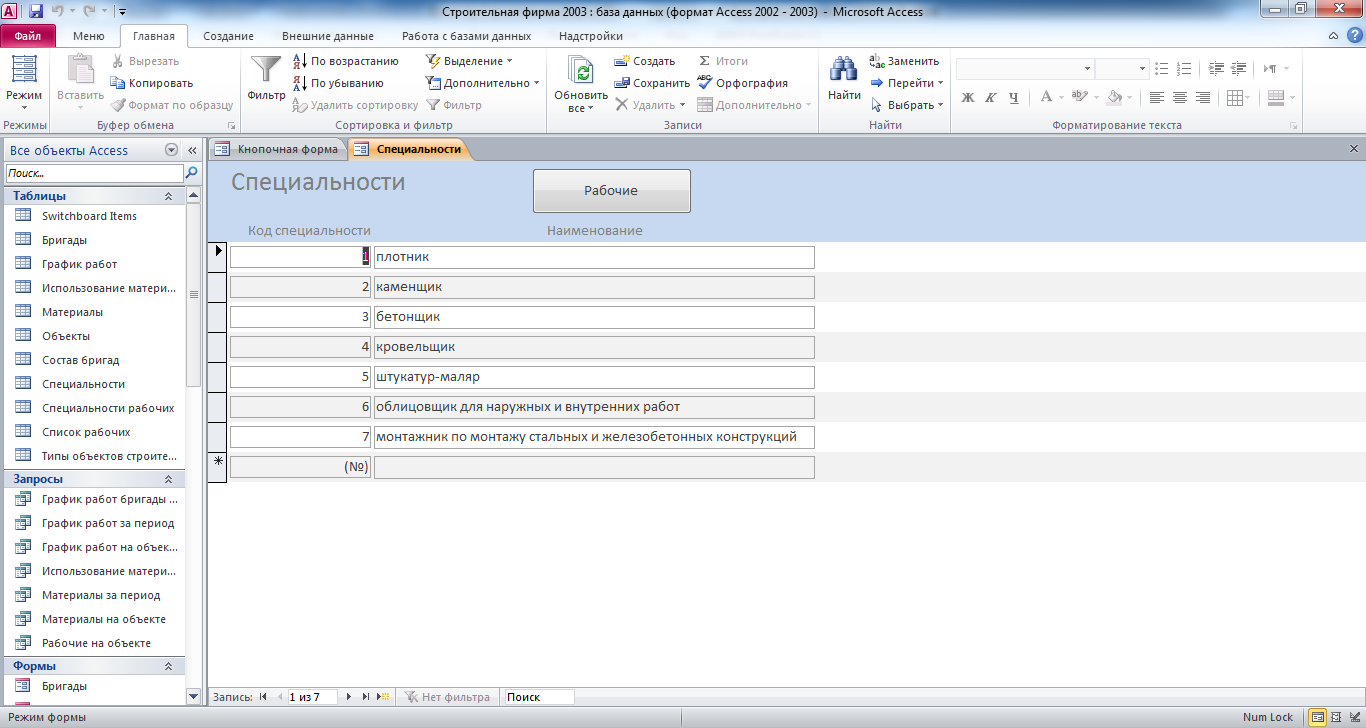 Строительная фирма 2003 : база данных (формат Access 2002 - 2003) - Microsoft Access
Файл Меню Главная Создание Внешние данные Работа с базами данных Надстройки
Режим
Режимы
Вставить
Вырезать
Копировать
Формат по образцу
Буфер обмена
Фильтр
По возрастанию
По убыванию
Удалить сортировку
Выделение
Дополнительно
Фильтр
Сортировка и фильтр
Обновить
все
Создать
Сохранить
Удалить
Итоги
Орфография
Дополнительно
Записи
Найти
Заменить
Перейти
Выбрать
Найти
Ж К Ч А
Форматирование текста
Все объекты Access
Поиск...
Таблицы
Switchboard Items
Бригады
График работ
Использование матери...
Материалы
Объекты
Состав бригад
Специальности
Специальности рабочих
Список рабочих
Типы объектов строите...
Запросы
График работ бригады ...
График работ за период
График работ на объек...
Использование матери...
Материалы за период
Материалы на объекте
Рабочие на объекте
Формы
Бригады
Кнопочная форма Специальности
Специальности
Рабочие
Код специальности Наименование
1 плотник
2 каменщик
3 бетонщик
4 кровельщик
5 штукатур-маляр
6 облицовщик для наружных и внутренних работ
7 монтажник по монтажу стальных и железобетонных конструкций
(№)
Запись: 1 из 7 Нет фильтра Поиск
Режим формы Num Lock